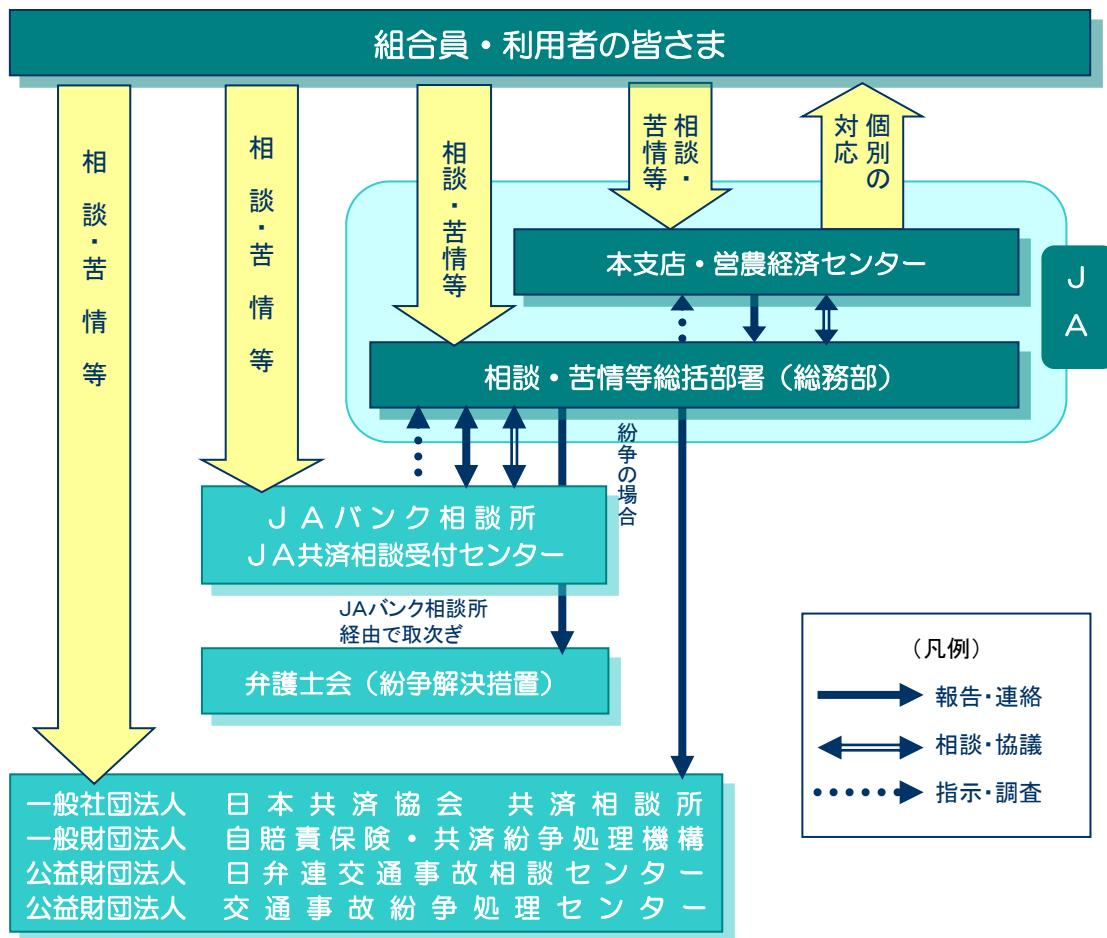 組合員・利用者の皆さま
相談・苦情等
相談・苦情等
相談・苦情等
相談・
苦情等
個別の
対応
本支店・営農経済センター
JA
相談・苦情等総括部署（総務部）
紛争の場合
ＪＡバンク相談所
ＪＡ共済相談受付センター
JAバンク相談所
経由で取次ぎ
弁護士会（紛争解決措置）
（凡例）
報告・連絡
相談・協議
指示・調査
一般社団法人　日本共済協会　共済相談所
一般財団法人　自賠責保険・共済紛争処理機構
公益財団法人　日弁連交通事故相談センター
公益財団法人　交通事故紛争処理センター